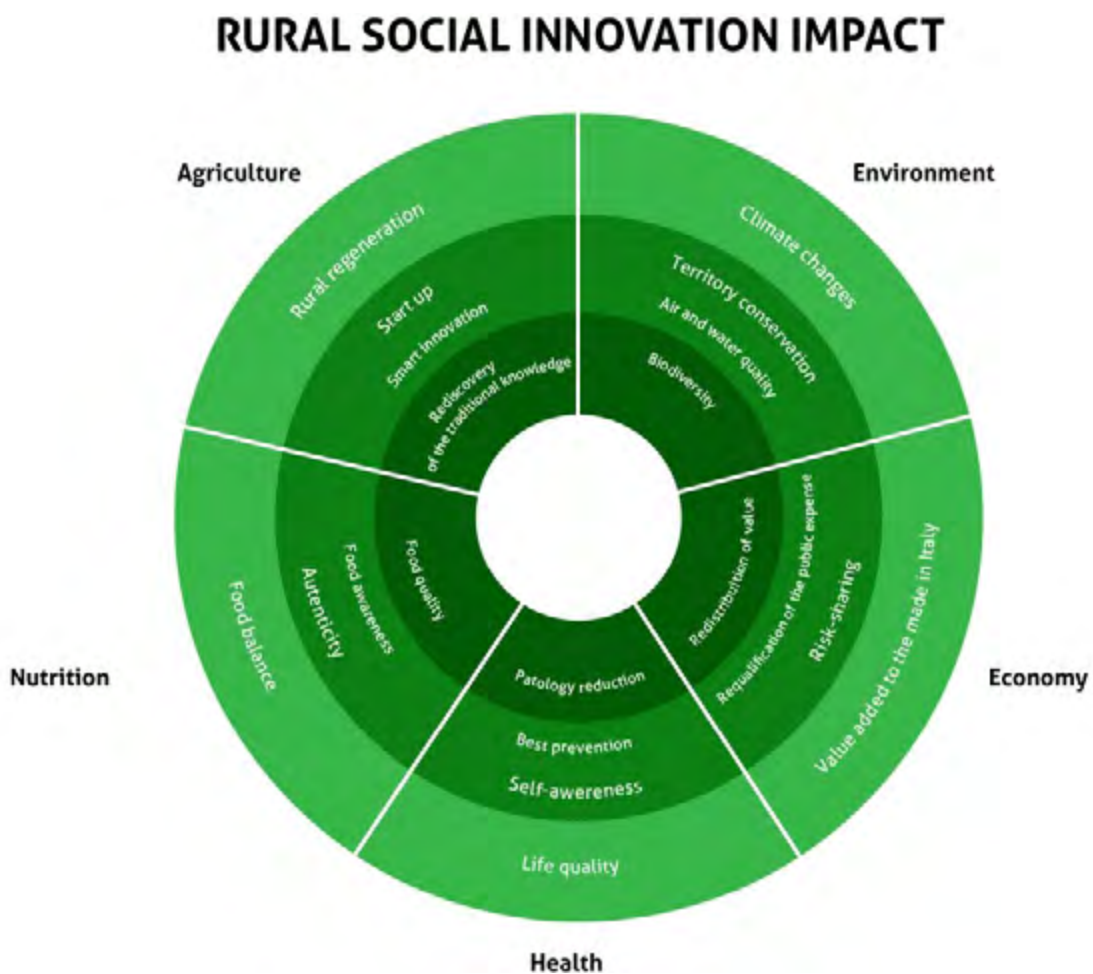 RURAL SOCIAL INNOVATION IMPACT
Agriculture
Rural regeneration
Start up
Smart innovation
Rediscovery
of the traditional knowledge
Environment
Climate changes
Territory conservation
Air and water quality
Biodiversity
Economy
Value added to the made in Italy
Risk-sharing
Requalification of the public expense
Redistribuition of value
Health
Life quality
Self-awereness
Best prevention
Patology reduction
Nutrition
Food balance
Autenticity
Food awareness
Food quality